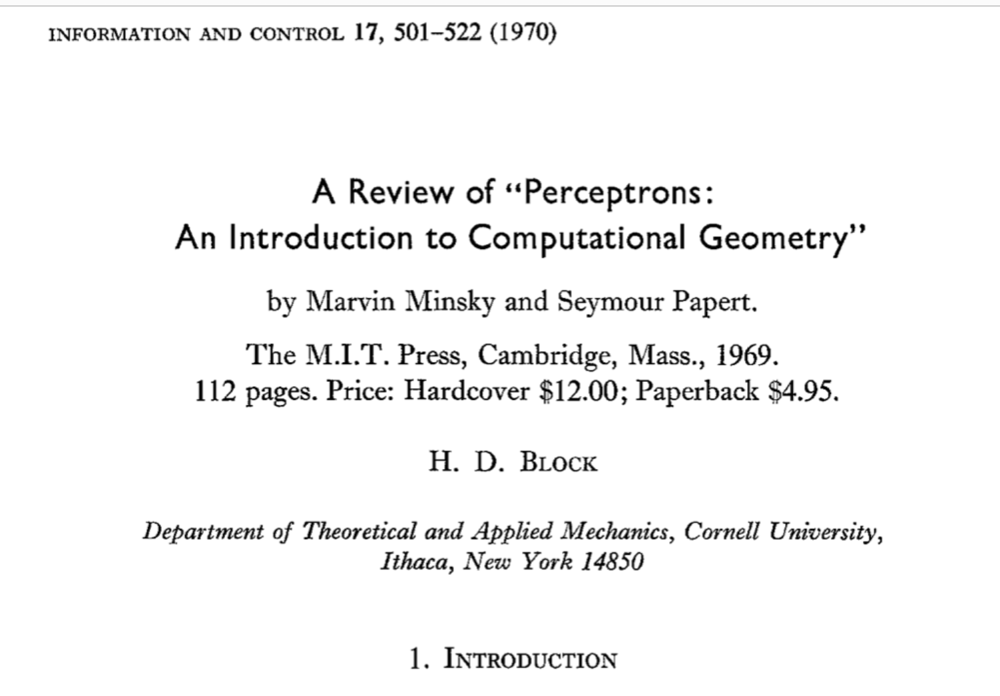 INFORMATION AND CONTROL 17, 501–522 (1970)
A Review of “Perceptrons:
An Introduction to Computational Geometry”
by Marvin Minsky and Seymour Papert.
The M.I.T. Press, Cambridge, Mass., 1969.
112 pages. Price: Hardcover $12.00; Paperback $4.95.
H. D. BLOCK
Department of Theoretical and Applied Mechanics, Cornell University,
Ithaca, New York 14850
1. INTRODUCTION